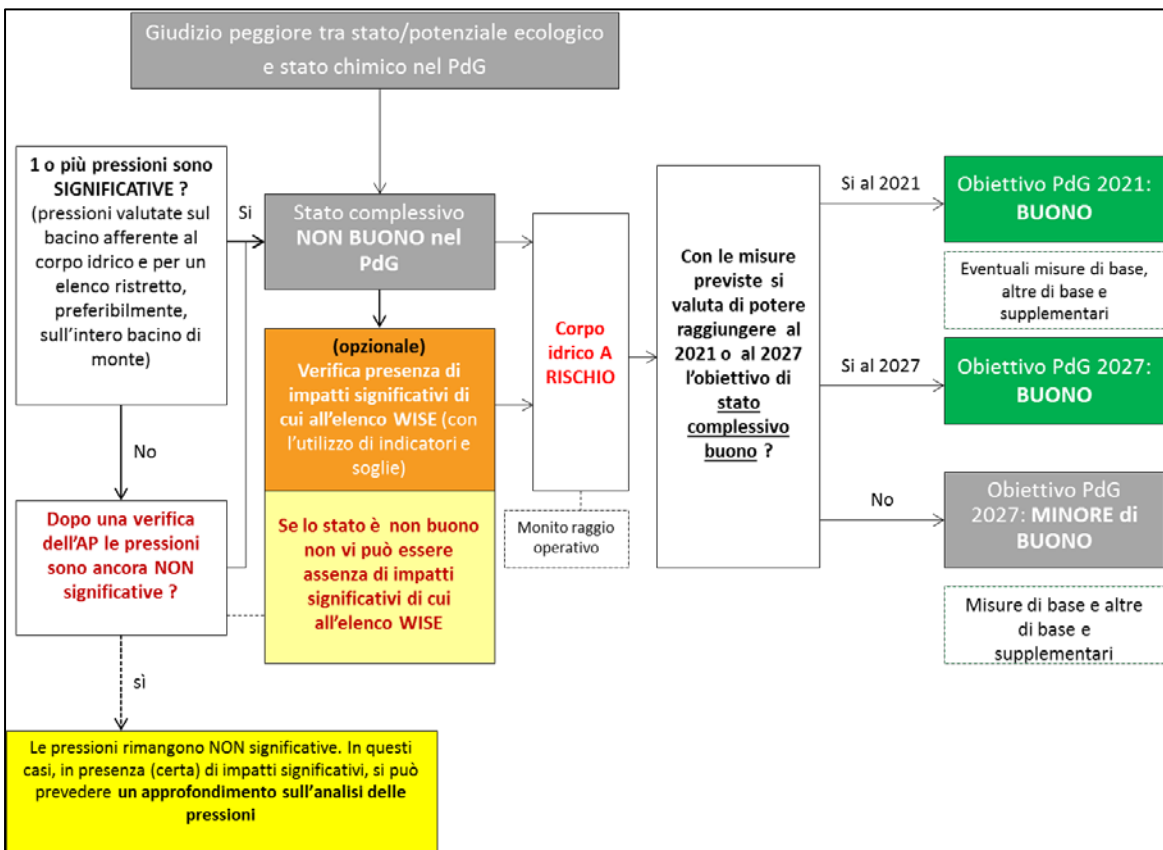 Giudizio peggiore tra stato/potenziale ecologico
e stato chimico nel PdG
1 o più pressioni sono
SIGNIFICATIVE ?
(pressioni valutate sul
bacino afferente al
corpo idrico e per un
elenco ristretto,
preferibilmente,
sull'intero bacino di
monte)
Si
No
Dopo una verifica
dell'AP le pressioni
sono ancora NON
significative ?
sì
Le pressioni rimangono NON significative. In questi
casi, in presenza (certa) di impatti significativi, si può
prevedere un approfondimento sull'analisi delle
pressioni
Stato complessivo
NON BUONO nel
PdG
(opzionale)
Verifica presenza di
impatti significativi di
cui all'elenco WISE (con
l'utilizzo di indicatori e
soglie)
Se lo stato è non buono
non vi può essere
assenza di impatti
significativi di cui
all'elenco WISE
Corpo
idrico A
RISCHIO
Monito raggio
operativo
Con le misure
previste si
valuta di potere
raggiungere al
2021 o al 2027
l'obiettivo di
stato
complessivo
buono ?
Si al 2021
Obiettivo PdG 2021:
BUONO
Eventuali misure di base,
altre di base e
supplementari
Si al 2027
Obiettivo PdG 2027:
BUONO
No
Obiettivo PdG
2027: MINORE di
BUONO
Misure di base e altre
di base e
supplementari